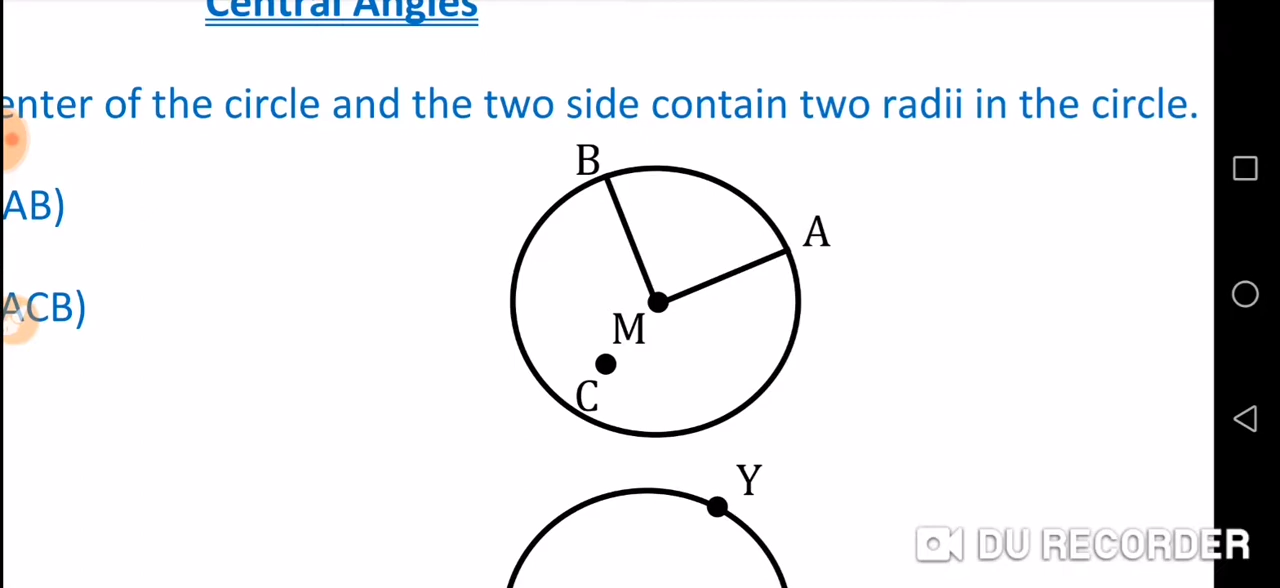 Central Angles
enter of the circle and the two side contain two radii in the circle.
B
AB)
A
ACB)
M
C
Y
DU RECORDER